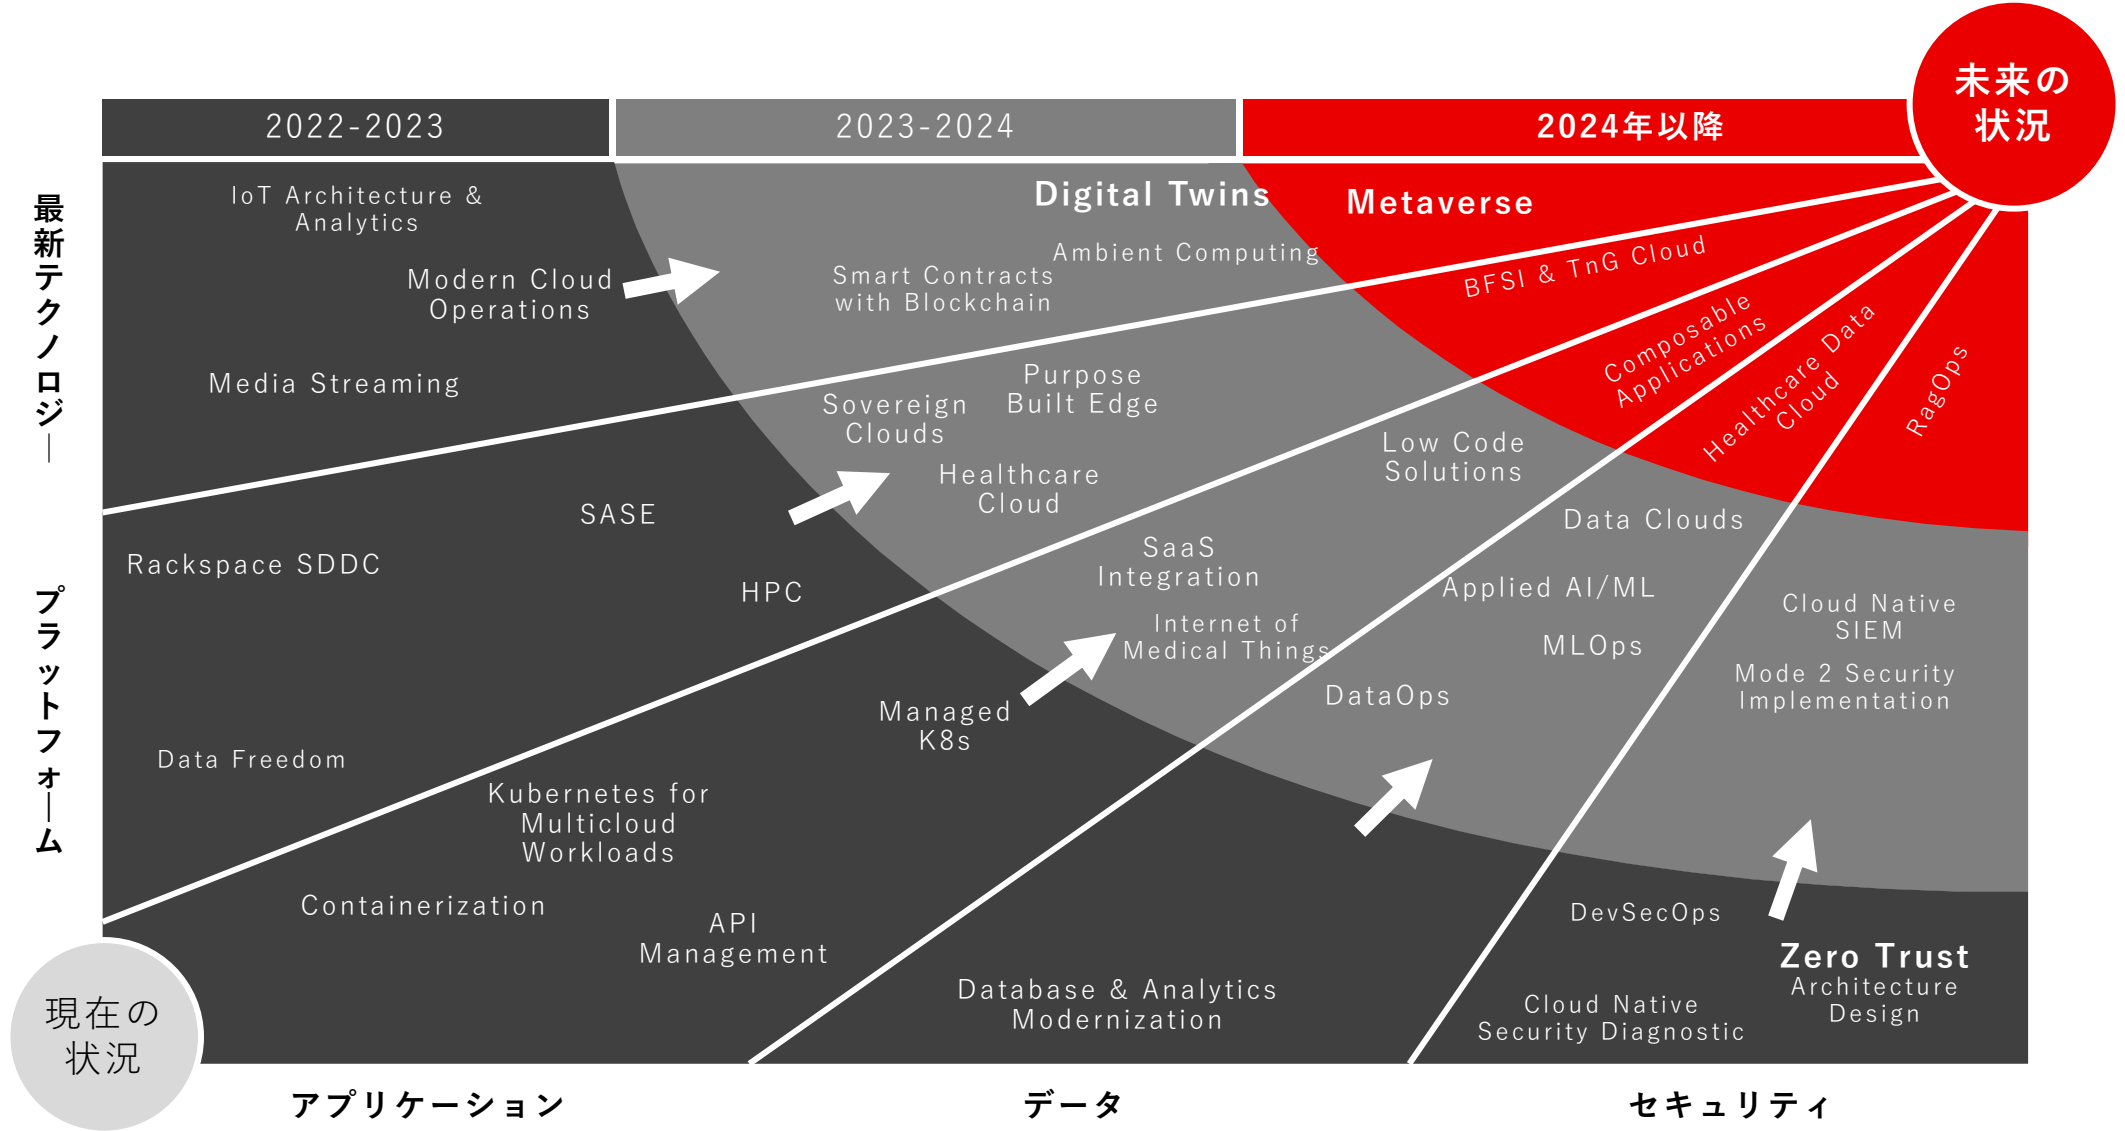 未来の
状況
2022-2023
2023-2024
2024年以降
最新テクノロジー
IoT Architecture &
Analytics
Modern Cloud
Operations
Media Streaming
Digital Twins
Ambient Computing
Smart Contracts
with Blockchain
Metaverse
プラットフォーム
Rackspace SDDC
SASE
HPC
Data Freedom
Sovereign
Clouds
Purpose
Built Edge
Healthcare
Cloud
BFSI & TnG Cloud
Kubernetes for
Multicloud
Workloads
Containerization
API
Management
Managed
K8s
SaaS
Integration
Internet of
Medical Things
Low Code
Solutions
Composable
Applications
Database & Analytics
Modernization
DataOps
MLOps
Applied AI/ML
Data Clouds
Healthcare Data
Cloud
DevSecOps
Zero Trust
Architecture
Design
Cloud Native
Security Diagnostic
Cloud Native
SIEM
Mode 2 Security
Implementation
RagOps
現在の
状況
アプリケーション
データ
セキュリティ